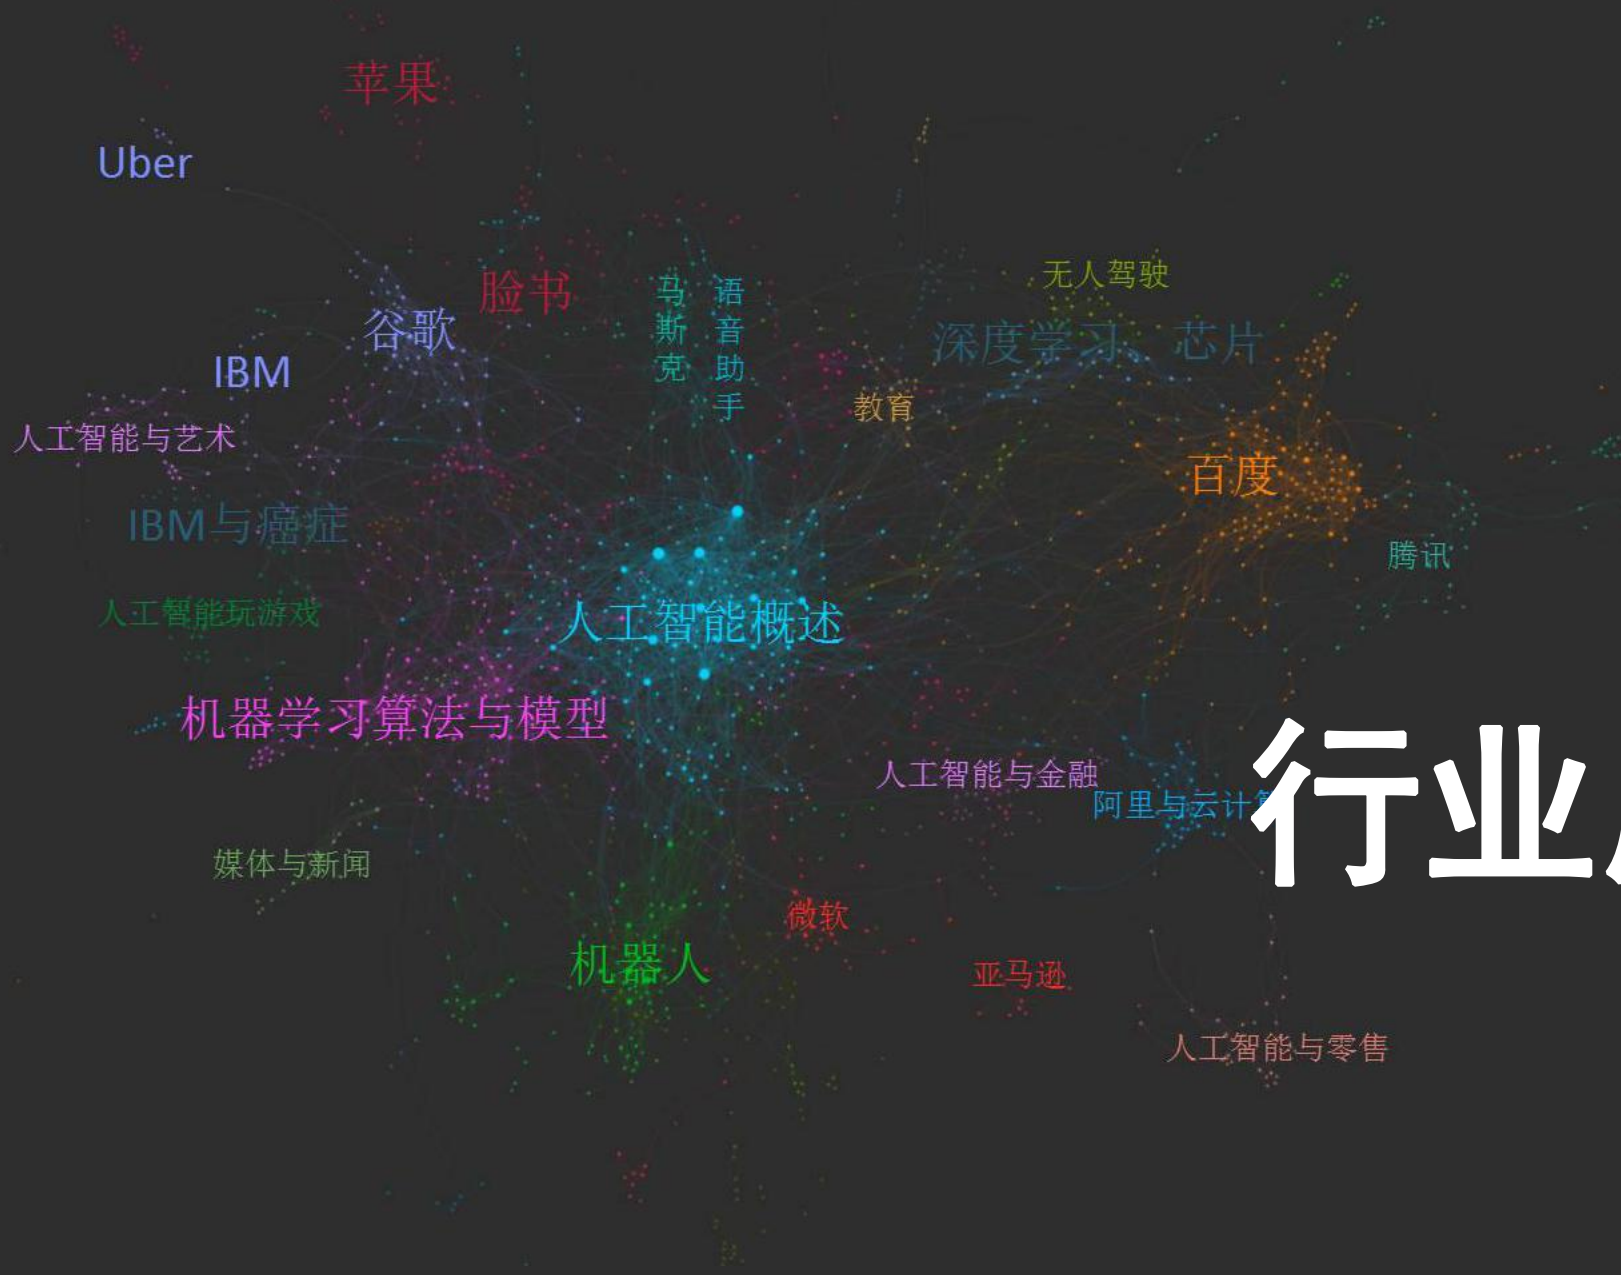 苹果
Uber
无人驾驶
脸书
马斯克
语音助手
谷歌
深度学习、芯片
IBM
教育
人工智能与艺术
百度
IBM与癌症
腾讯
人工智能玩游戏
人工智能概述
机器学习算法与模型
人工智能与金融
阿里与云计
行业
媒体与新闻
微软
机器人
亚马逊
人工智能与零售